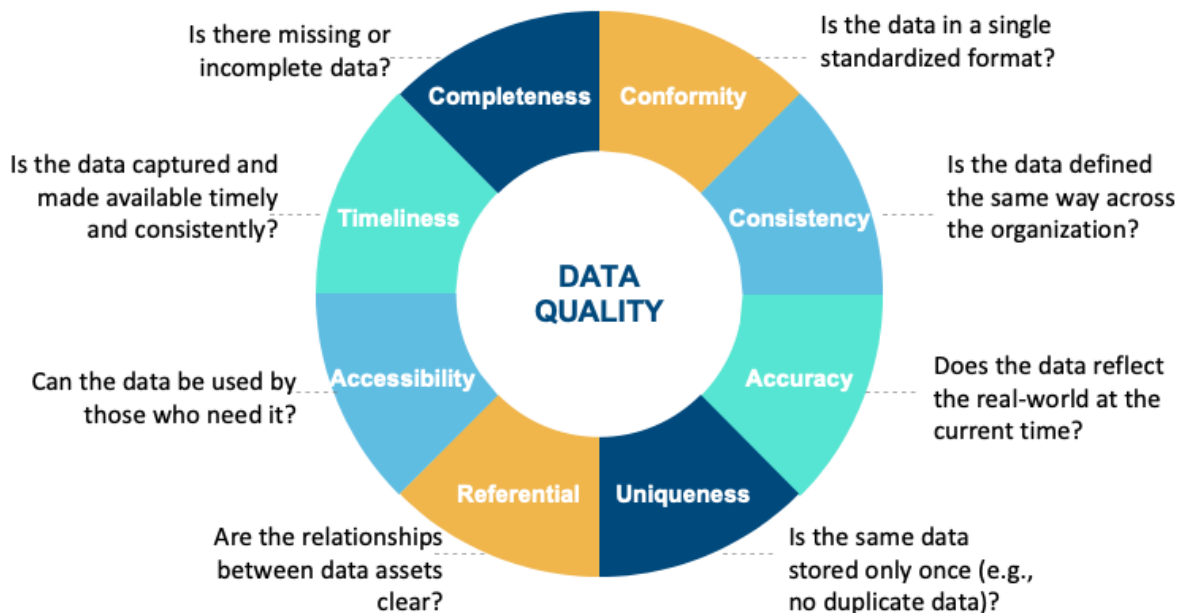 Is there missing or
incomplete data?
Completeness
Conformity
Is the data in a single
standardized format?
Is the data captured and
made available timely
and consistently?
Timeliness
Consistency
Is the data defined
the same way across
the organization?
DATA
QUALITY
Can the data be used by
those who need it?
Accessibility
Accuracy
Does the data reflect
the real-world at the
current time?
Referential
Uniqueness
Are the relationships
between data assets
clear?
Is the same data
stored only once (e.g.,
no duplicate data)?